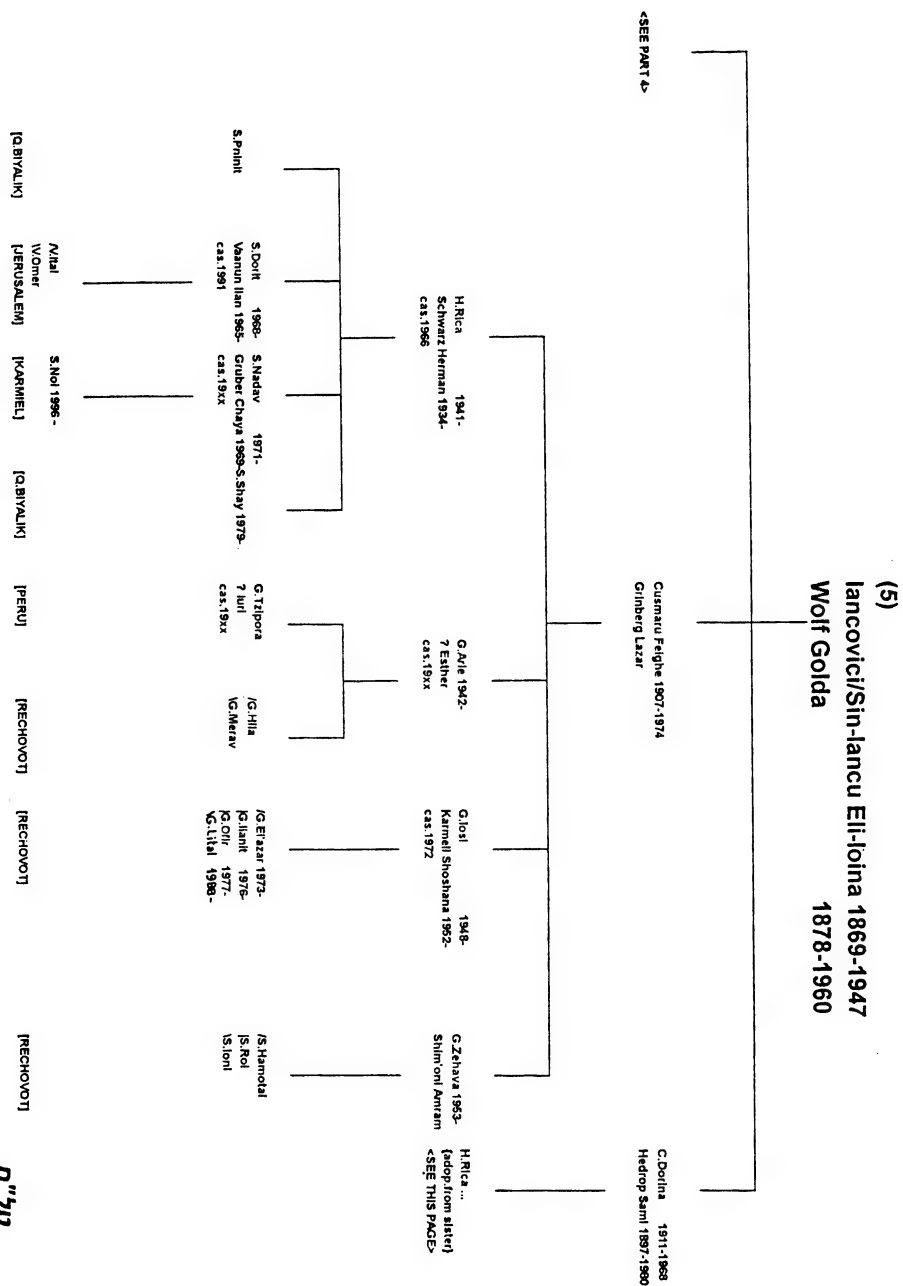 (5)
Iancovici/Sin-Iancu Eli-Ioina 1869-1947
Wolf Golda 1878-1960
<SEE PART 4>
Cusmaru Feighe 1907-1974
Grinberg Lazar
C.Dorina 1911-1968
Hedrop Sami 1897-1980
H.Rica 1941-
Schwarz Herman 1934-
cas.1966
G.Arie 1942-
? Esther
cas.19xx
G.Iosi 1948-
Karmeli Shoshana 1952-
cas.1972
G.Zehava 1953-
Shim'oni Amram
H.Rica ...
{adop.from sister}
<SEE THIS PAGE>
S.Pninit
S.Dorit 1968-
Vaanun Ilan 1965-
cas.1991
S.Nadav 1971-
Gruber Chaya 1969-
cas.19xx
S.Shay 1979-
G.Tzipora
? Iuri
cas.19xx
/G.Hila
\G.Merav
/G.El'azar 1973-
|G.Ilanit 1976-
|G.Ofir 1977-
\G.Lital 1988-
/S.Hamotal
|S.Roi
\S.Ioni
/V.Ital
\V.Omer
S.Noi 1996-
[Q.BIYALIK]
[JERUSALEM]
[KARMIEL]
[Q.BIYALIK]
[PERU]
[RECHOVOT]
[RECHOVOT]
[RECHOVOT]